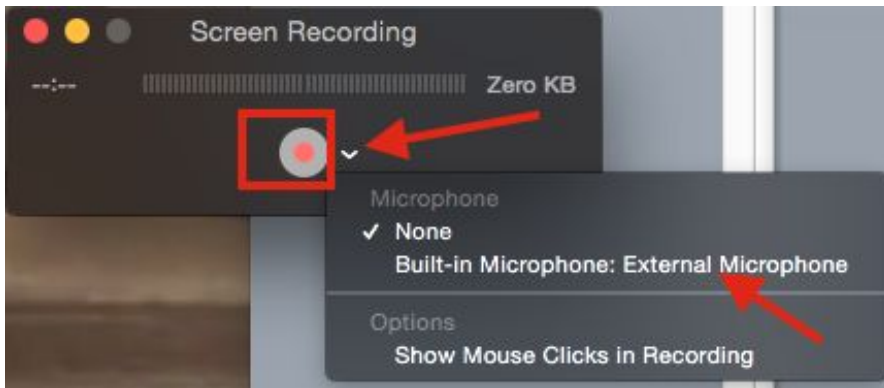 Screen Recording
--:-- Zero KB
Microphone
✓ None
Built-in Microphone: External Microphone
Options
Show Mouse Clicks in Recording